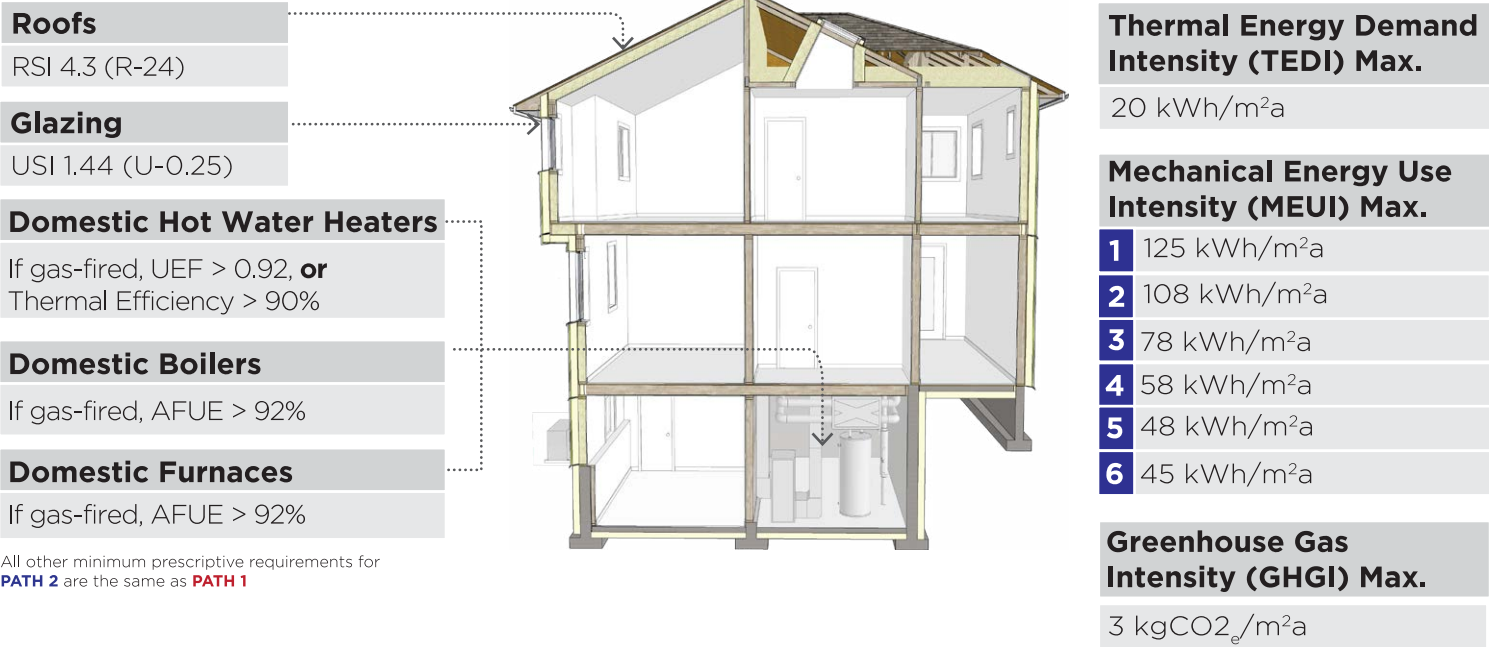 Roofs
RSI 4.3 (R-24)
Glazing
USI 1.44 (U-0.25)
Domestic Hot Water Heaters
If gas-fired, UEF > 0.92, or
Thermal Efficiency > 90%
Domestic Boilers
If gas-fired, AFUE > 92%
Domestic Furnaces
If gas-fired, AFUE > 92%
All other minimum prescriptive requirements for
PATH 2 are the same as PATH 1
Thermal Energy Demand
Intensity (TEDI) Max.
20 kWh/m²a
Mechanical Energy Use
Intensity (MEUI) Max.
1 125 kWh/m²a
2 108 kWh/m²a
3 78 kWh/m²a
4 58 kWh/m²a
5 48 kWh/m²a
6 45 kWh/m²a
Greenhouse Gas
Intensity (GHGI) Max.
3 kgCO2ₑ/m²a